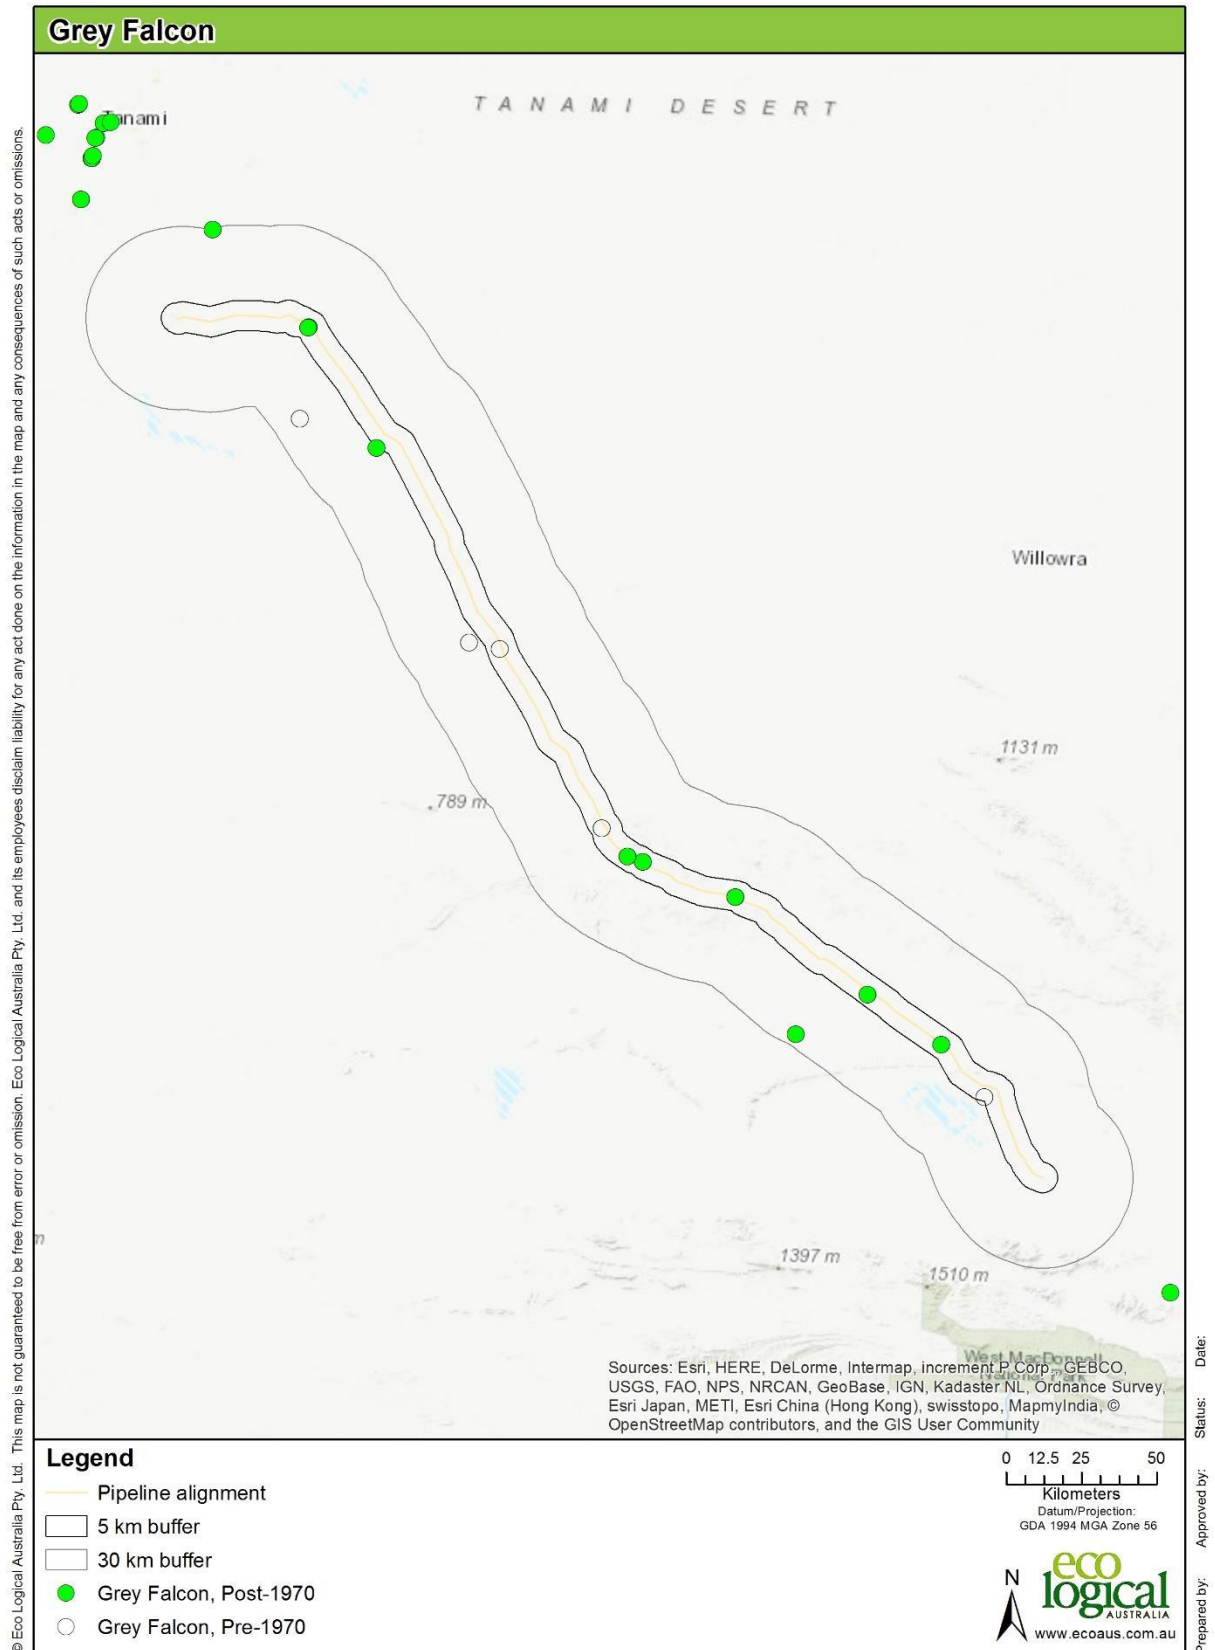 Grey Falcon
TANAMI DESERT
Tanami
Willowra
1131 m
789 m
m
1397 m
1510 m
West MacDonnell
National Park
Sources: Esri, HERE, DeLorme, Intermap, increment P Corp., GEBCO,
USGS, FAO, NPS, NRCAN, GeoBase, IGN, Kadaster NL, Ordnance Survey,
Esri Japan, METI, Esri China (Hong Kong), swisstopo, MapmyIndia, ©
OpenStreetMap contributors, and the GIS User Community
Legend
Pipeline alignment
5 km buffer
30 km buffer
Grey Falcon, Post-1970
Grey Falcon, Pre-1970
0 12.5 25 50
Kilometers
Datum/Projection:
GDA 1994 MGA Zone 56
N
eco
logical
AUSTRALIA
www.ecoaus.com.au
© Eco Logical Australia Pty. Ltd. This map is not guaranteed to be free from error or omission. Eco Logical Australia Pty. Ltd. and its employees disclaim liability for any act done on the information in the map and any consequences of such acts or omissions.
Prepared by: Approved by: Status: Date: